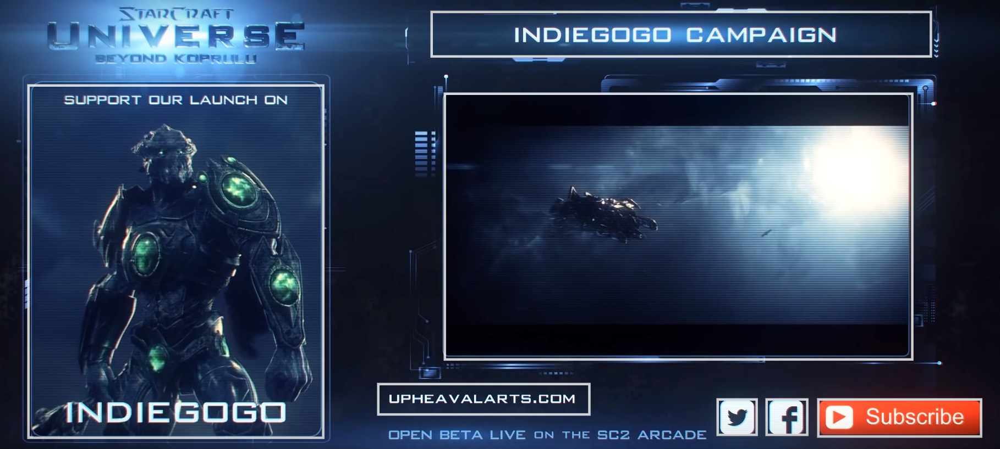 STARCRAFT
UNIVERSE
BEYOND KOPRULU
INDIEGOGO CAMPAIGN
SUPPORT OUR LAUNCH ON
INDIEGOGO
UPHEAVALARTS.COM
OPEN BETA LIVE ON THE SC2 ARCADE
Subscribe